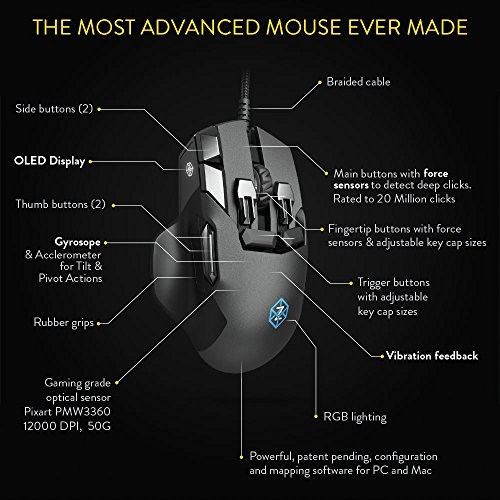 THE MOST ADVANCED MOUSE EVER MADE
Braided cable
Side buttons (2)
OLED Display
Main buttons with force
sensors to detect deep clicks.
Rated to 20 Million clicks
Thumb buttons (2)
Fingertip buttons with force
sensors & adjustable key cap sizes
Gyrosope
& Acclerometer
for Tilt &
Pivot Actions
Trigger buttons
with adjustable
key cap sizes
Rubber grips
Z
Vibration feedback
Gaming grade
optical sensor
Pixart PMW3360
12000 DPI, 50G
RGB lighting
Powerful, patent pending, configuration
and mapping software for PC and Mac